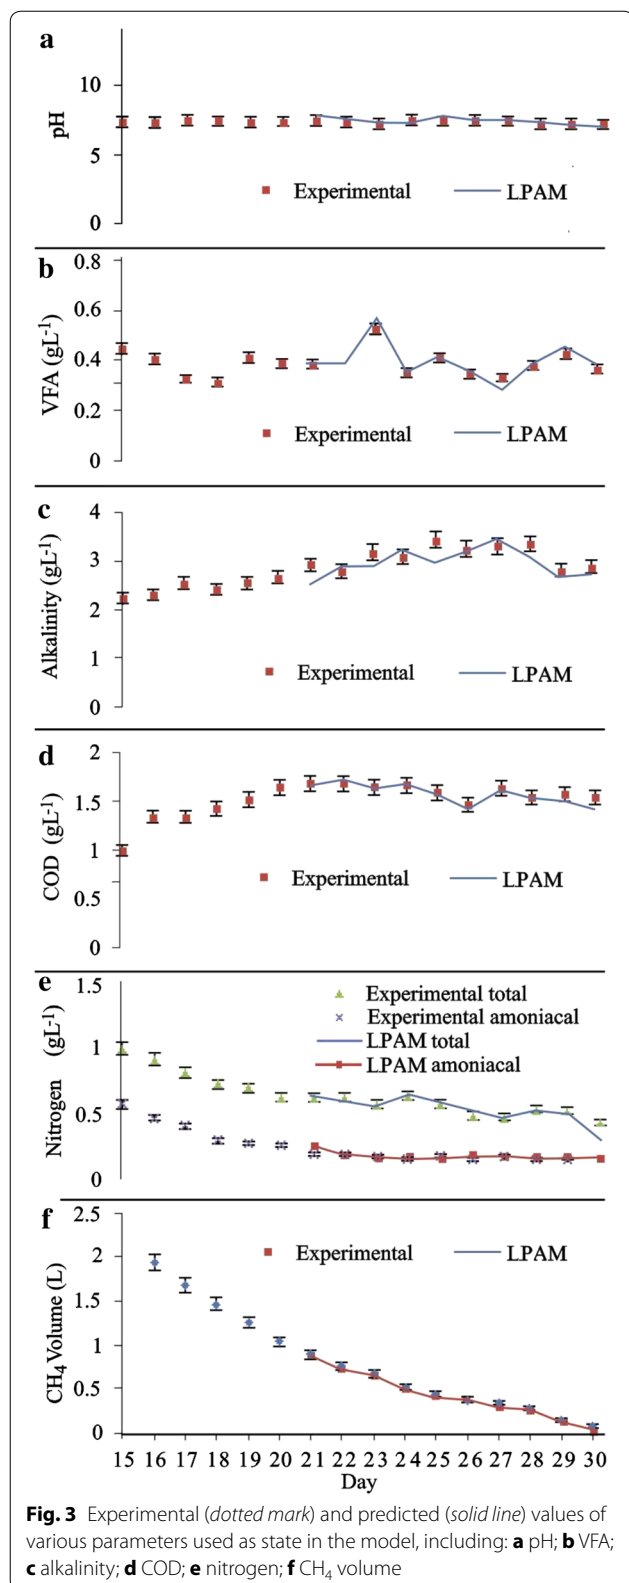 a
10
5
0
pH
Experimental
LPAM
b
0.8
0.6
0.4
0.2
0
VFA (gL-1)
Experimental
LPAM
c
4
3
2
1
0
Alkalinity (gL-1)
Experimental
LPAM
d
2
1.5
1
0.5
0
COD (gL-1)
Experimental
LPAM
e
1.5
1
0.5
0
Nitrogen (gL-1)
Experimental total
Experimental amoniacal
LPAM total
LPAM amoniacal
f
2.5
2
1.5
1
0.5
0
CH4 Volume (L)
Experimental
LPAM
15 16 17 18 19 20 21 22 23 24 25 26 27 28 29 30
Day
Fig. 3 Experimental (dotted mark) and predicted (solid line) values of
various parameters used as state in the model, including: a pH; b VFA;
c alkalinity; d COD; e nitrogen; f CH4 volume